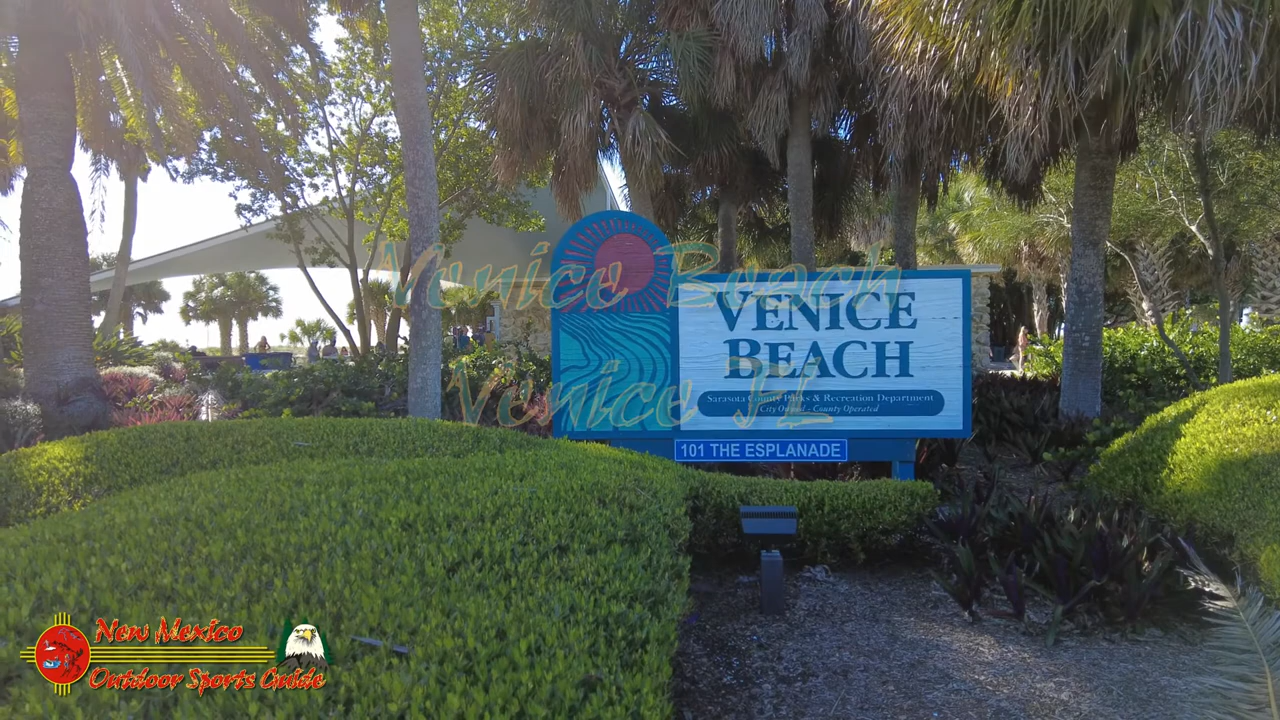 Venice Beach
Venice FL
VENICE
BEACH
Sarasota County Parks & Recreation Department
City Owned - County Operated
101 THE ESPLANADE
New Mexico
Outdoor Sports Guide